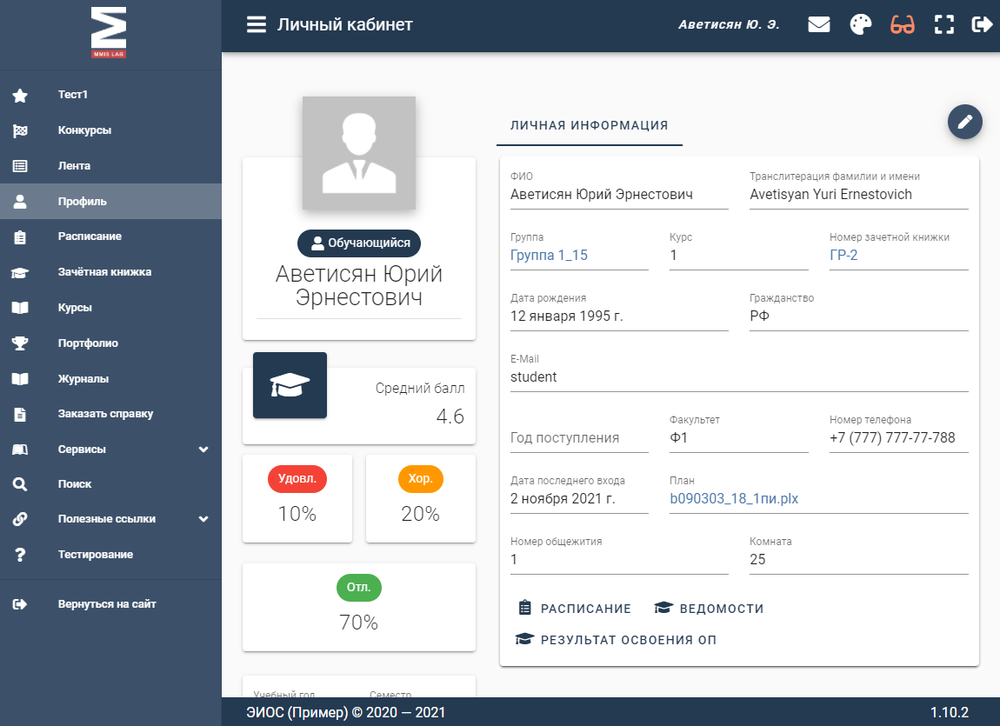 MMIS LAB
Личный кабинет
Аветисян Ю. Э.
Тест1
Конкурсы
Лента
Профиль
Расписание
Зачётная книжка
Курсы
Портфолио
Журналы
Заказать справку
Сервисы
Поиск
Полезные ссылки
Тестирование
Вернуться на сайт
Обучающийся
Аветисян Юрий
Эрнестович
Средний балл
4.6
Удовл.
10%
Хор.
20%
Отл.
70%
Учебный год
Семестр
ЛИЧНАЯ ИНФОРМАЦИЯ
ФИО
Аветисян Юрий Эрнестович
Транслитерация фамилии и имени
Avetisyan Yuri Ernestovich
Группа
Группа 1_15
Курс
1
Номер зачетной книжки
ГР-2
Дата рождения
12 января 1995 г.
Гражданство
РФ
E-Mail
student
Год поступления
Факультет
Ф1
Номер телефона
+7 (777) 777-77-788
Дата последнего входа
2 ноября 2021 г.
План
b090303_18_1пи.plx
Номер общежития
1
Комната
25
РАСПИСАНИЕ
ВЕДОМОСТИ
РЕЗУЛЬТАТ ОСВОЕНИЯ ОП
ЭИОС (Пример) © 2020 — 2021
1.10.2